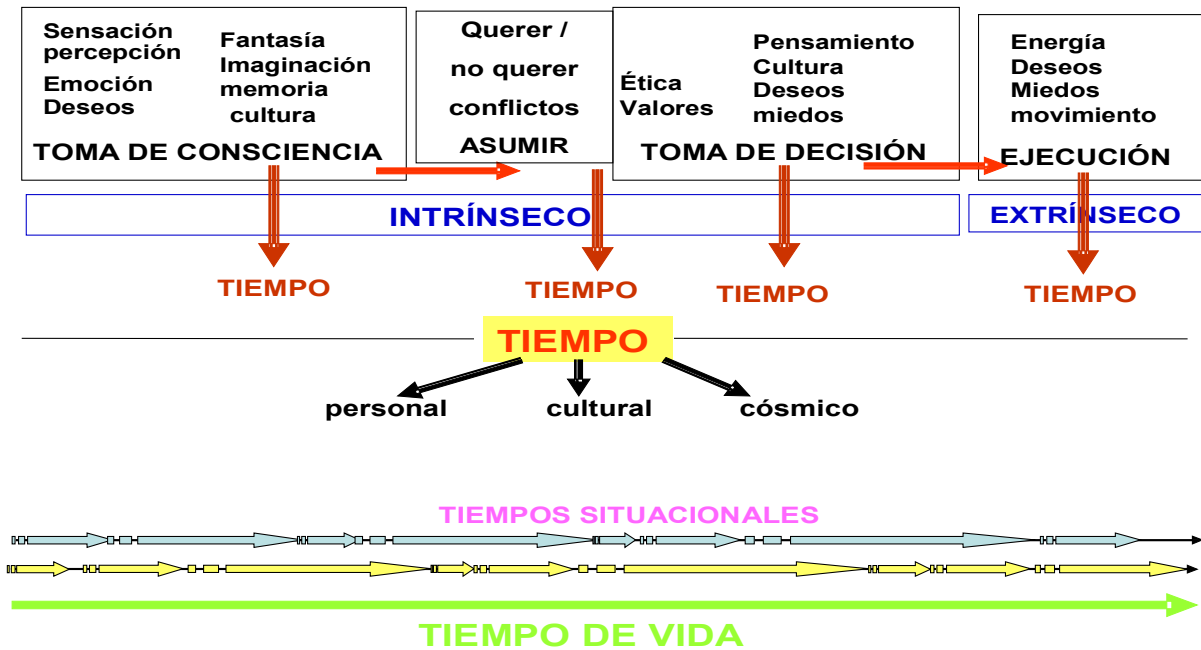 Sensación
percepción
Emoción
Deseos
Fantasía
Imaginación
memoria
cultura
TOMA DE CONSCIENCIA
Querer /
no querer
conflictos
ASUMIR
Ética
Valores
Pensamiento
Cultura
Deseos
miedos
TOMA DE DECISIÓN
Energía
Deseos
Miedos
movimiento
EJECUCIÓN
INTRÍNSECO
EXTRÍNSECO
TIEMPO
TIEMPO
TIEMPO
TIEMPO
TIEMPO
personal
cultural
cósmico
TIEMPOS SITUACIONALES
TIEMPO DE VIDA